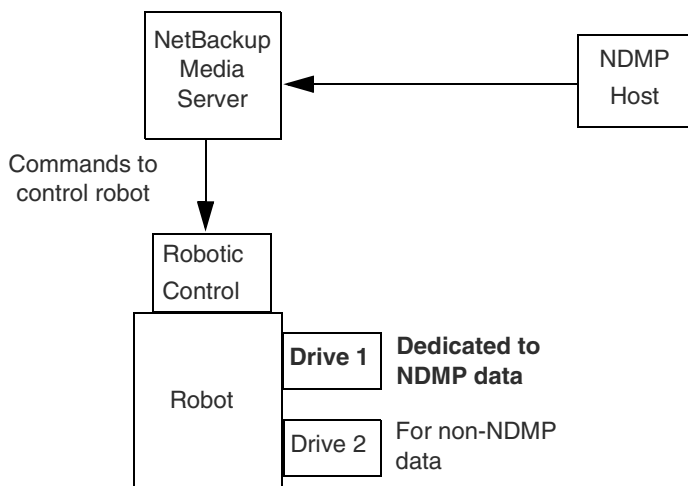 NetBackup
Media
Server
NDMP
Host
Commands to
control robot
Robotic
Control
Robot
Drive 1
Dedicated to
NDMP data
Drive 2
For non-NDMP
data